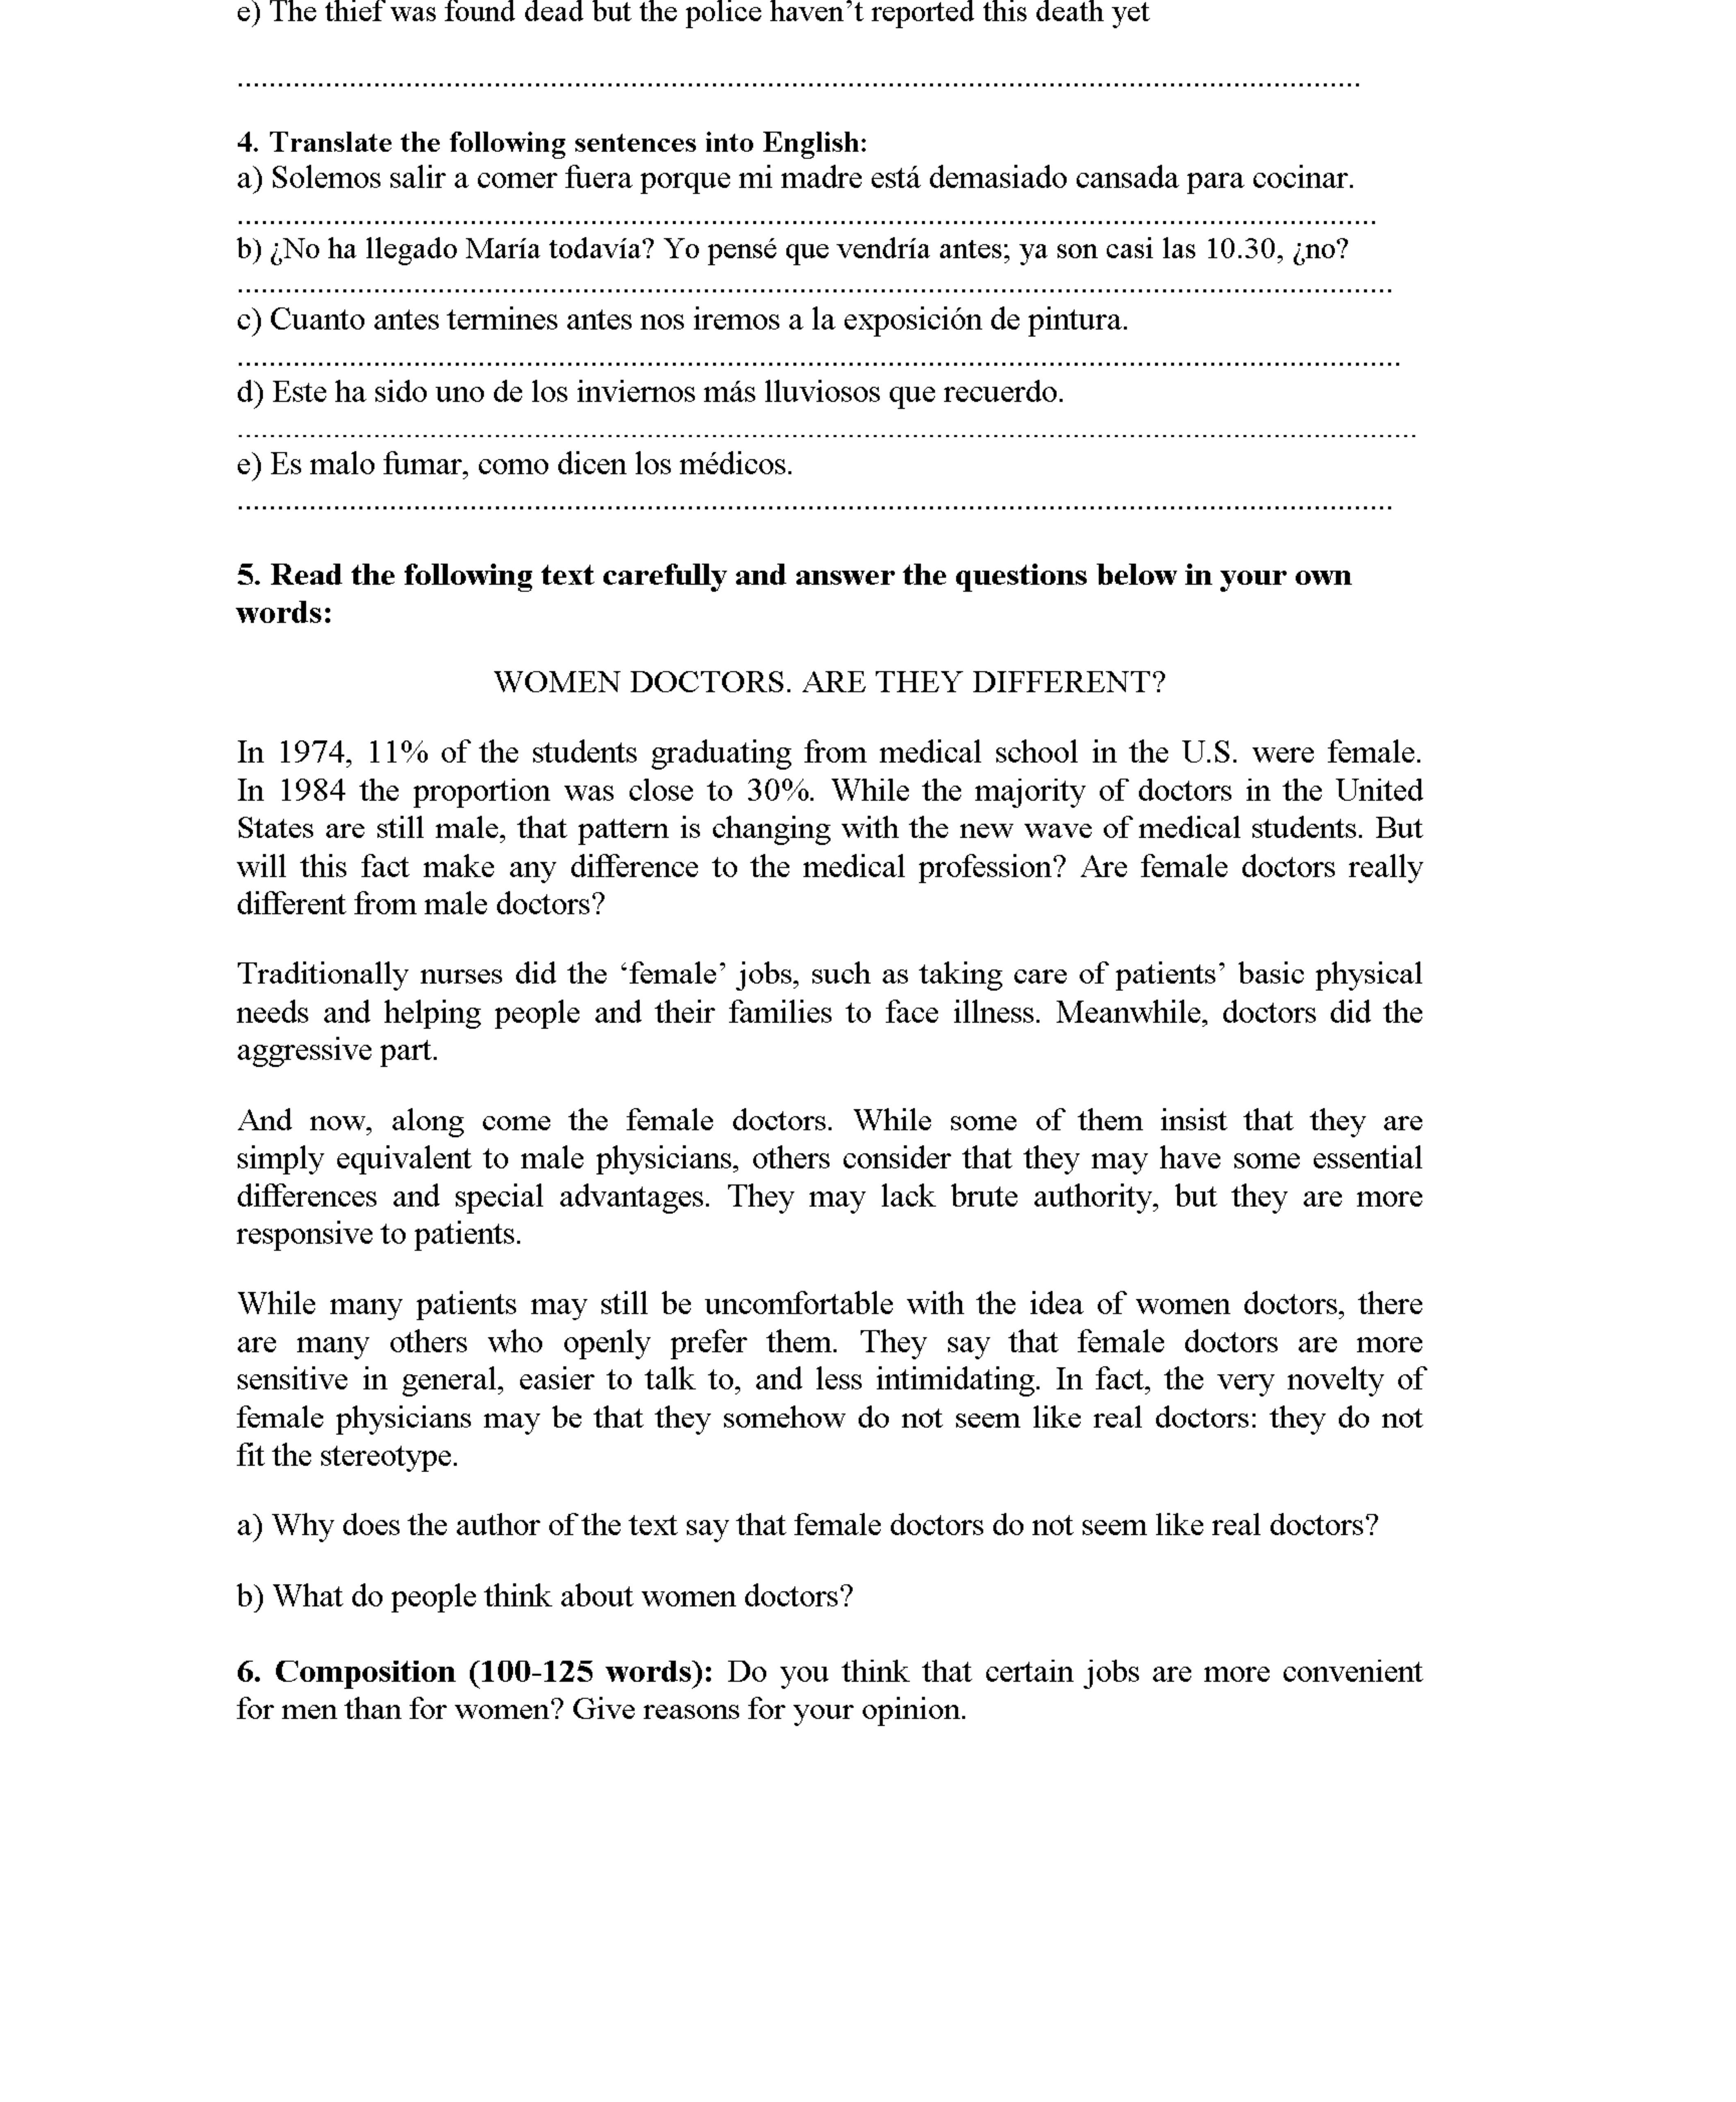 e) The thief was found dead but the police haven’t reported this death yet
....................................................................................................................................................
4. Translate the following sentences into English:
a) Solemos salir a comer fuera porque mi madre está demasiado cansada para cocinar.
....................................................................................................................................................
b) ¿No ha llegado María todavía? Yo pensé que vendría antes; ya son casi las 10.30, ¿no?
....................................................................................................................................................
c) Cuanto antes termines antes nos iremos a la exposición de pintura.
....................................................................................................................................................
d) Este ha sido uno de los inviernos más lluviosos que recuerdo.
....................................................................................................................................................
e) Es malo fumar, como dicen los médicos.
....................................................................................................................................................
5. Read the following text carefully and answer the questions below in your own
words:
WOMEN DOCTORS. ARE THEY DIFFERENT?
In 1974, 11% of the students graduating from medical school in the U.S. were female.
In 1984 the proportion was close to 30%. While the majority of doctors in the United
States are still male, that pattern is changing with the new wave of medical students. But
will this fact make any difference to the medical profession? Are female doctors really
different from male doctors?
Traditionally nurses did the ‘female’ jobs, such as taking care of patients’ basic physical
needs and helping people and their families to face illness. Meanwhile, doctors did the
aggressive part.
And now, along come the female doctors. While some of them insist that they are
simply equivalent to male physicians, others consider that they may have some essential
differences and special advantages. They may lack brute authority, but they are more
responsive to patients.
While many patients may still be uncomfortable with the idea of women doctors, there
are many others who openly prefer them. They say that female doctors are more
sensitive in general, easier to talk to, and less intimidating. In fact, the very novelty of
female physicians may be that they somehow do not seem like real doctors: they do not
fit the stereotype.
a) Why does the author of the text say that female doctors do not seem like real doctors?
b) What do people think about women doctors?
6. Composition (100-125 words): Do you think that certain jobs are more convenient
for men than for women? Give reasons for your opinion.